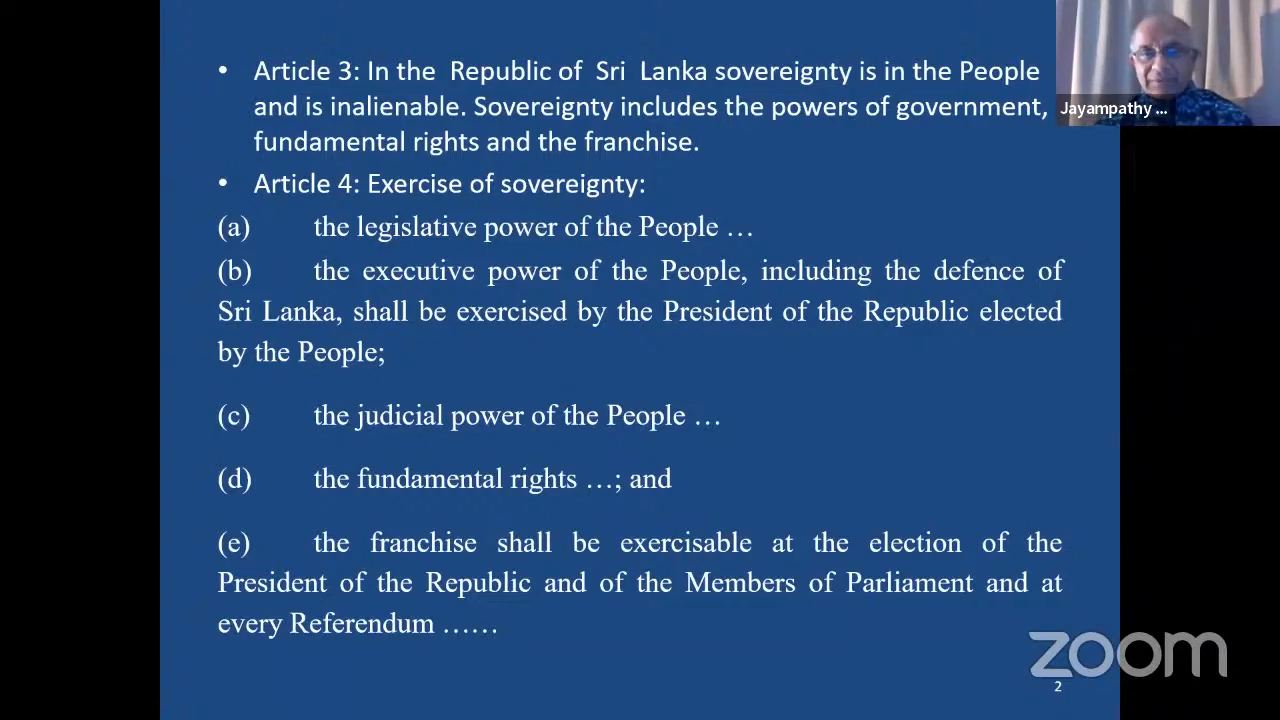 • Article 3: In the Republic of Sri Lanka sovereignty is in the People
and is inalienable. Sovereignty includes the powers of government,
fundamental rights and the franchise.
• Article 4: Exercise of sovereignty:
(a) the legislative power of the People …
(b) the executive power of the People, including the defence of
Sri Lanka, shall be exercised by the President of the Republic elected
by the People;
(c) the judicial power of the People …
(d) the fundamental rights …; and
(e) the franchise shall be exercisable at the election of the
President of the Republic and of the Members of Parliament and at
every Referendum ……
Jayampathy ...
zoom
2